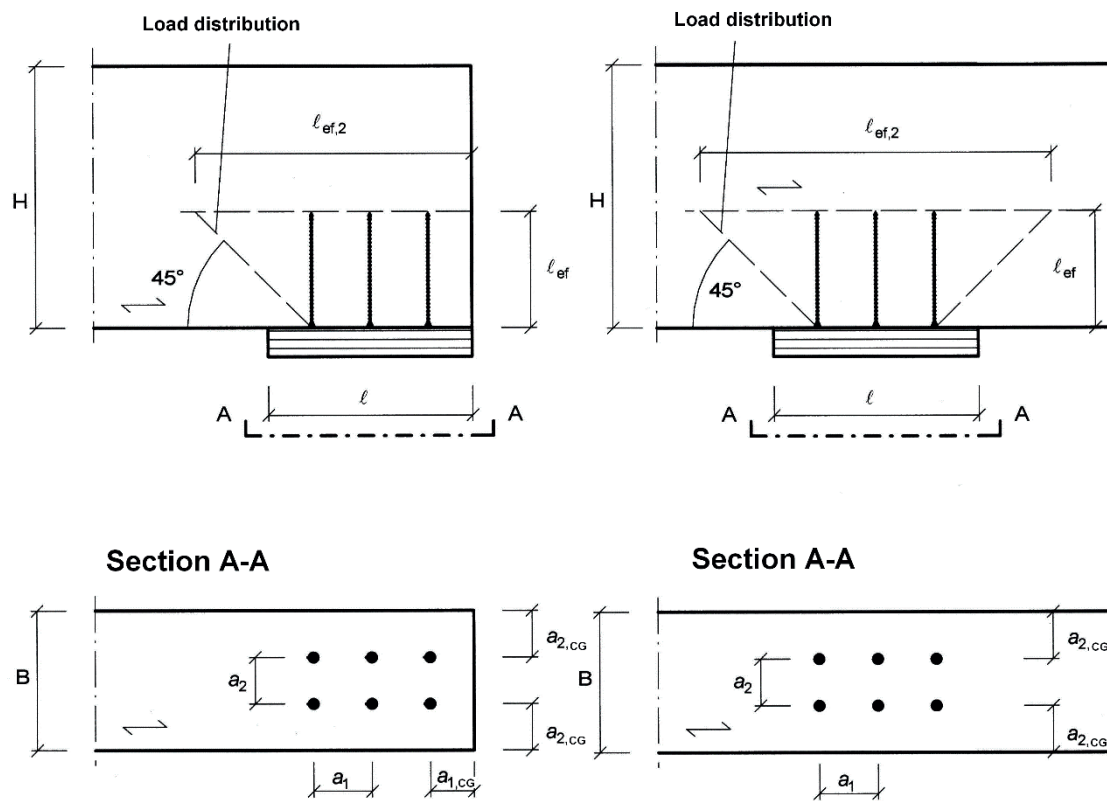 Load distribution
ℓef,2
H
45°
ℓef
ℓ
A A
Load distribution
ℓef,2
H
45°
ℓef
ℓ
A A
Section A-A
B
a2
a2,CG
a2,CG
a1
a1,CG
Section A-A
B
a2
a2,CG
a2,CG
a1